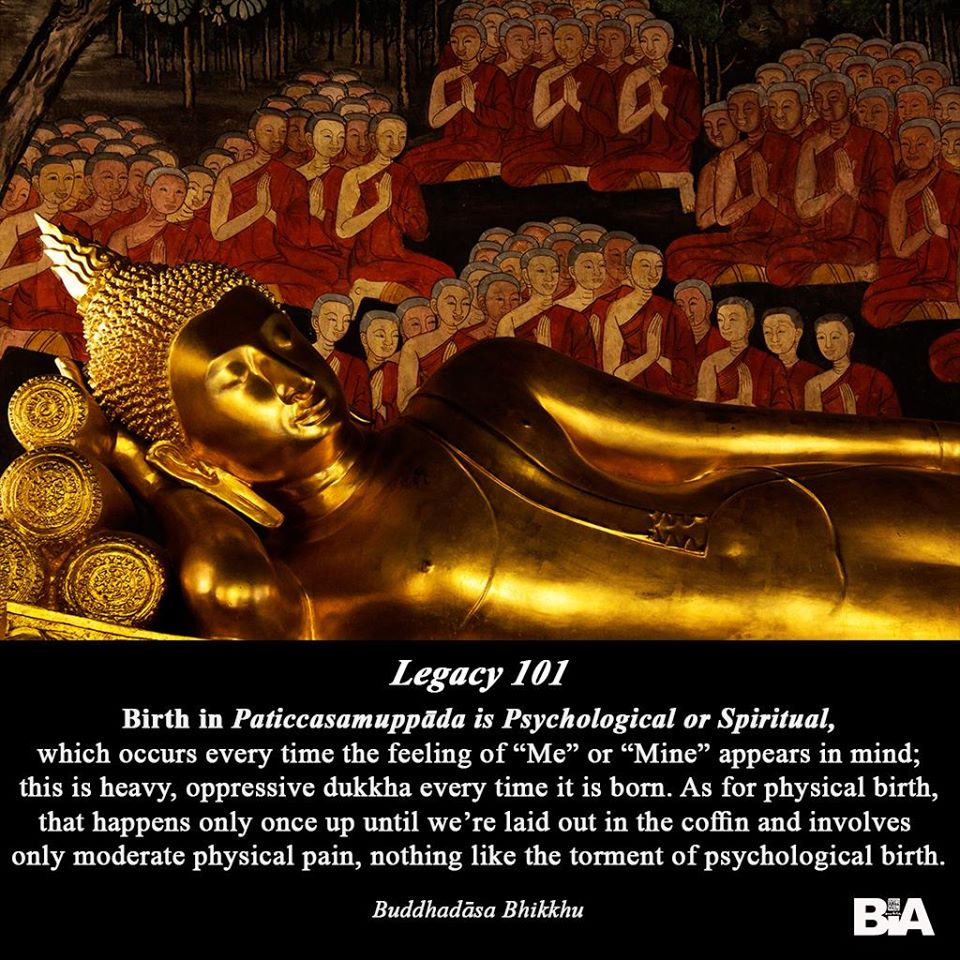 Legacy 101
Birth in Paticcasamuppāda is Psychological or Spiritual,
which occurs every time the feeling of “Me” or “Mine” appears in mind;
this is heavy, oppressive dukkha every time it is born. As for physical birth,
that happens only once up until we’re laid out in the coffin and involves
only moderate physical pain, nothing like the torment of psychological birth.
Buddhadāsa Bhikkhu
BiA